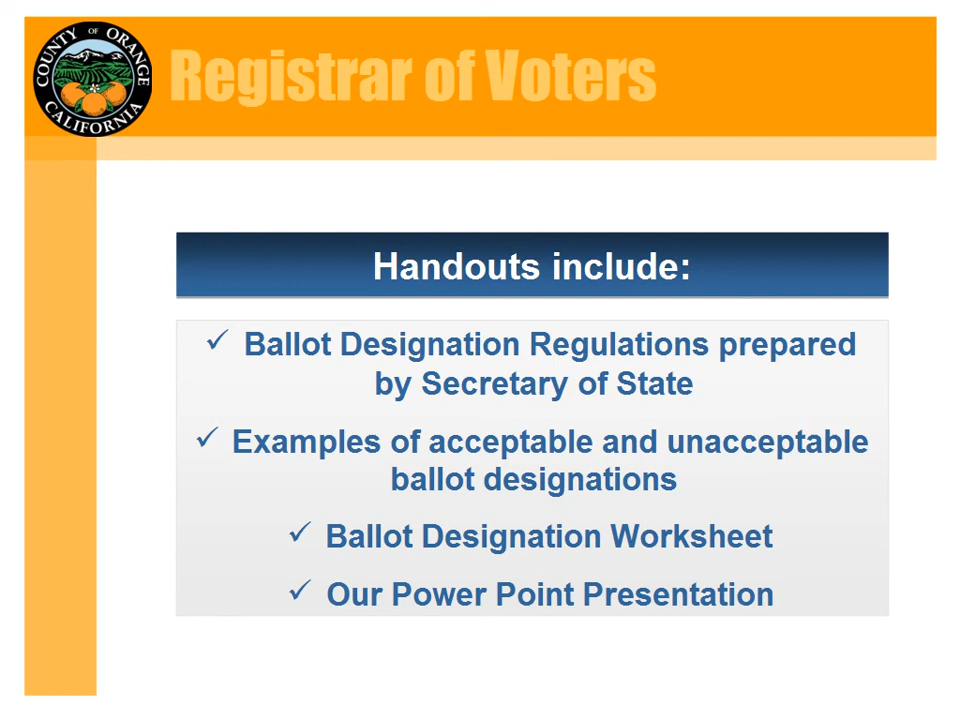 COUNTY OF ORANGE
CALIFORNIA
Registrar of Voters
Handouts include:
✓ Ballot Designation Regulations prepared
by Secretary of State
✓ Examples of acceptable and unacceptable
ballot designations
✓ Ballot Designation Worksheet
✓ Our Power Point Presentation